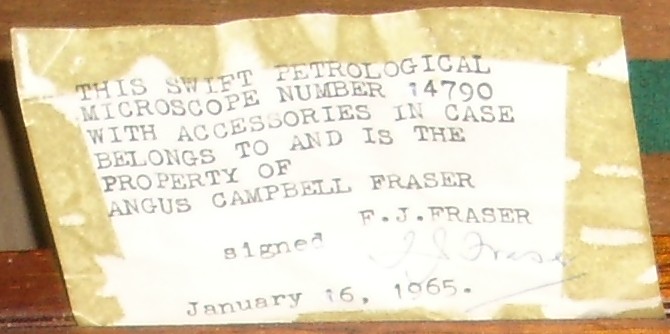 THIS SWIFT PETROLOGICAL
MICROSCOPE NUMBER 14790
WITH ACCESSORIES IN CASE
BELONGS TO AND IS THE
PROPERTY OF
ANGUS CAMPBELL FRASER
F.J.FRASER
signed F J Fraser
January 16, 1965.